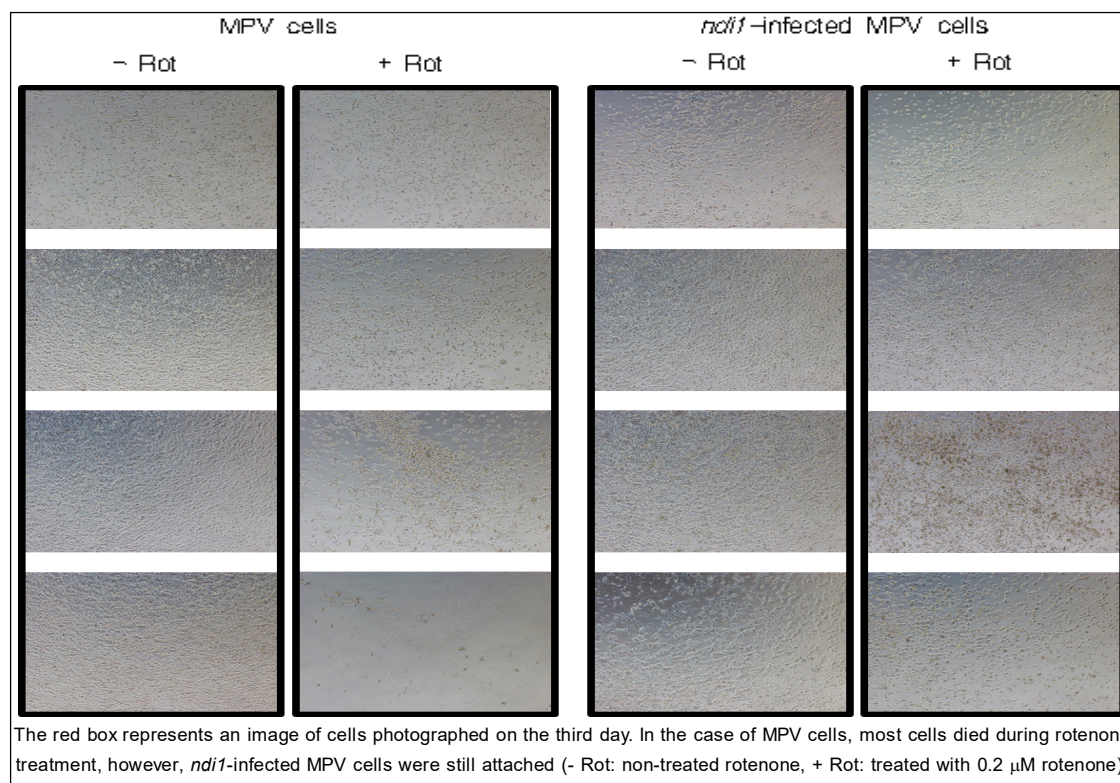 MPV cells
ndi1-infected MPV cells
- Rot
+ Rot
- Rot
+ Rot
The red box represents an image of cells photographed on the third day. In the case of MPV cells, most cells died during rotenon
treatment, however, ndi1-infected MPV cells were still attached (- Rot: non-treated rotenone, + Rot: treated with 0.2 μM rotenone